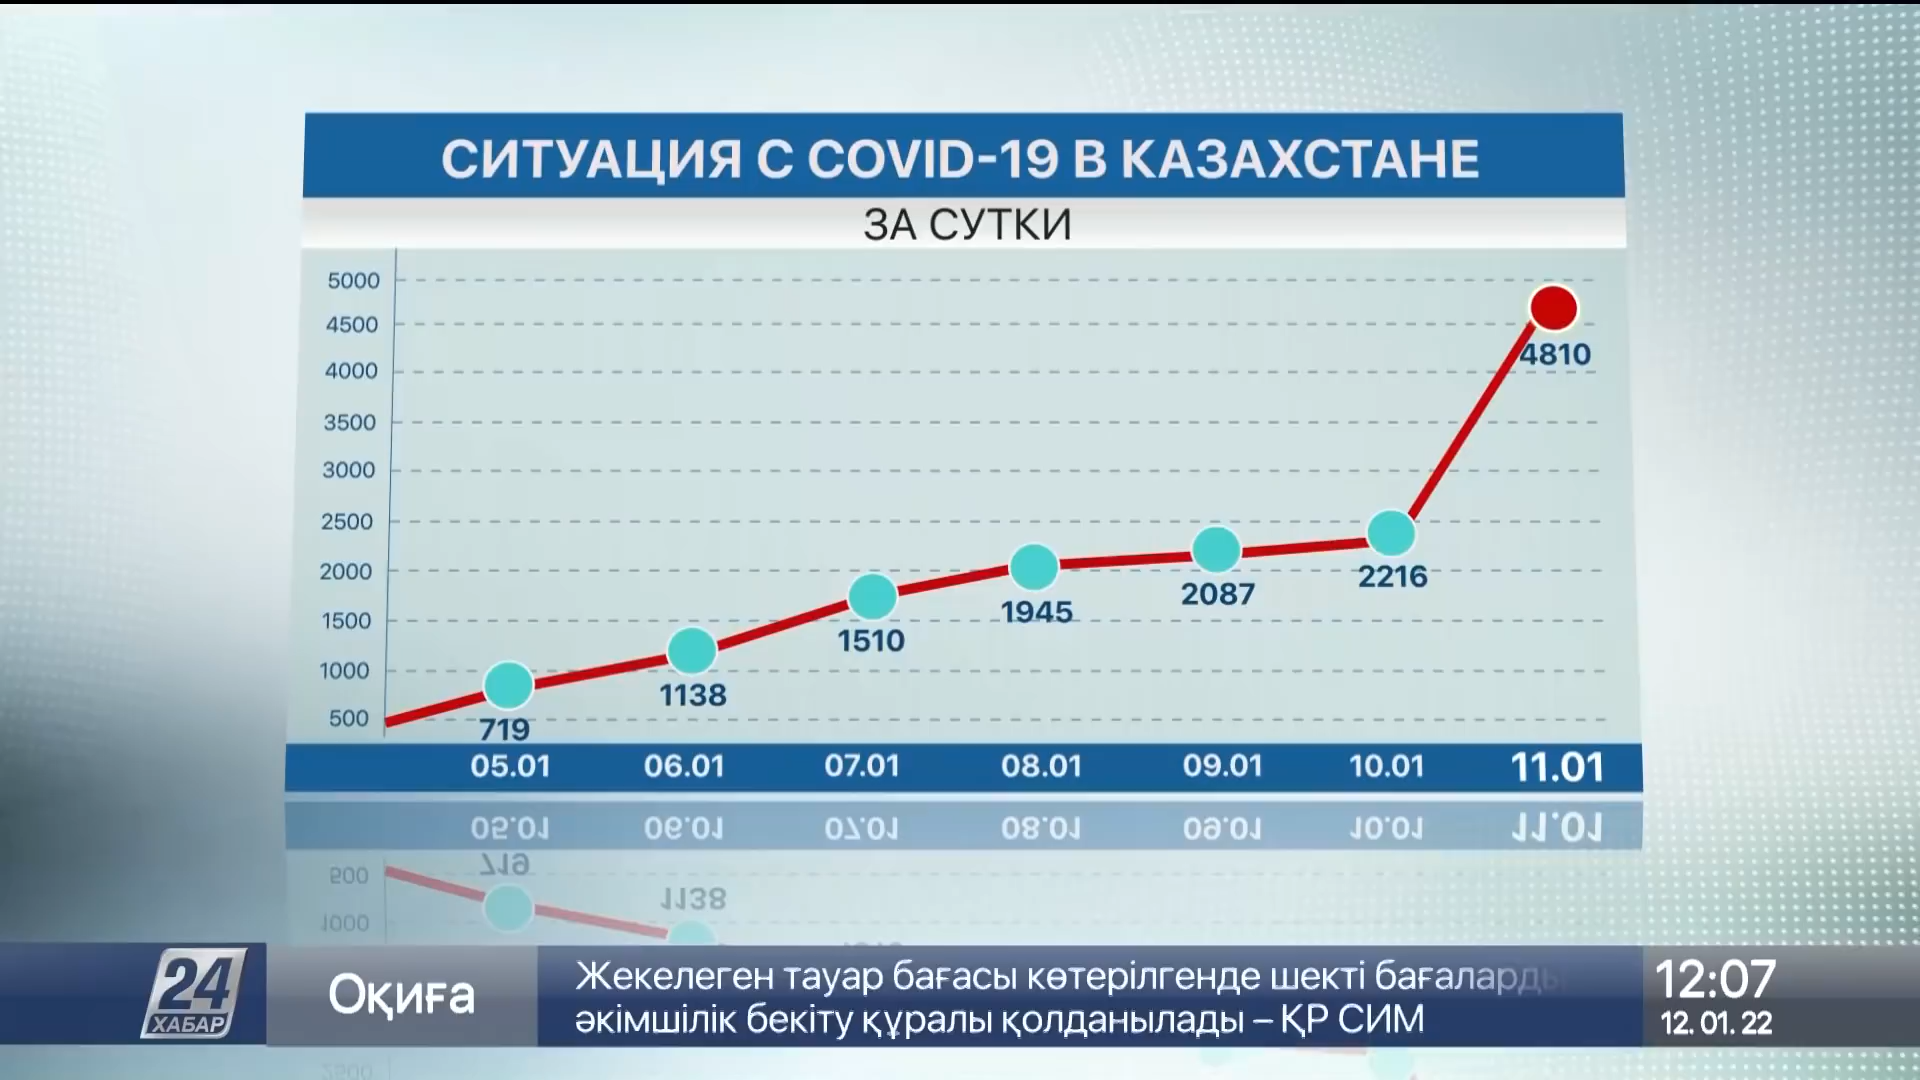 СИТУАЦИЯ С COVID-19 В КАЗАХСТАНЕ
ЗА СУТКИ
5000
4500
4000
3500
3000
2500
2000
1500
1000
500
719
1138
1510
1945
2087
2216
4810
05.01 06.01 07.01 08.01 09.01 10.01 11.01
24
ХАБАР
Оқиға
Жекелеген тауар бағасы көтерілгенде шекті бағаларды
әкімшілік бекіту құралы қолданылады – ҚР СИМ
12:07
12. 01. 22